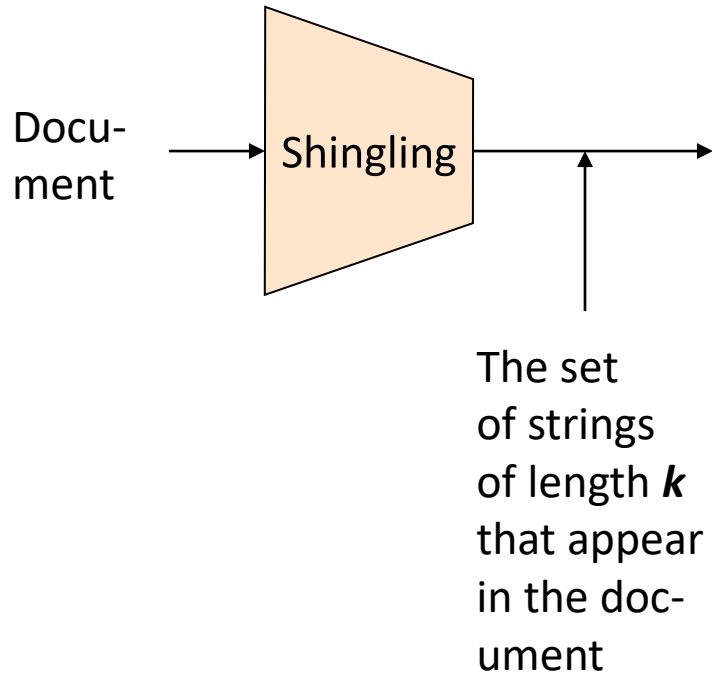 Docu-
ment
Shingling
The set
of strings
of length k
that appear
in the doc-
ument